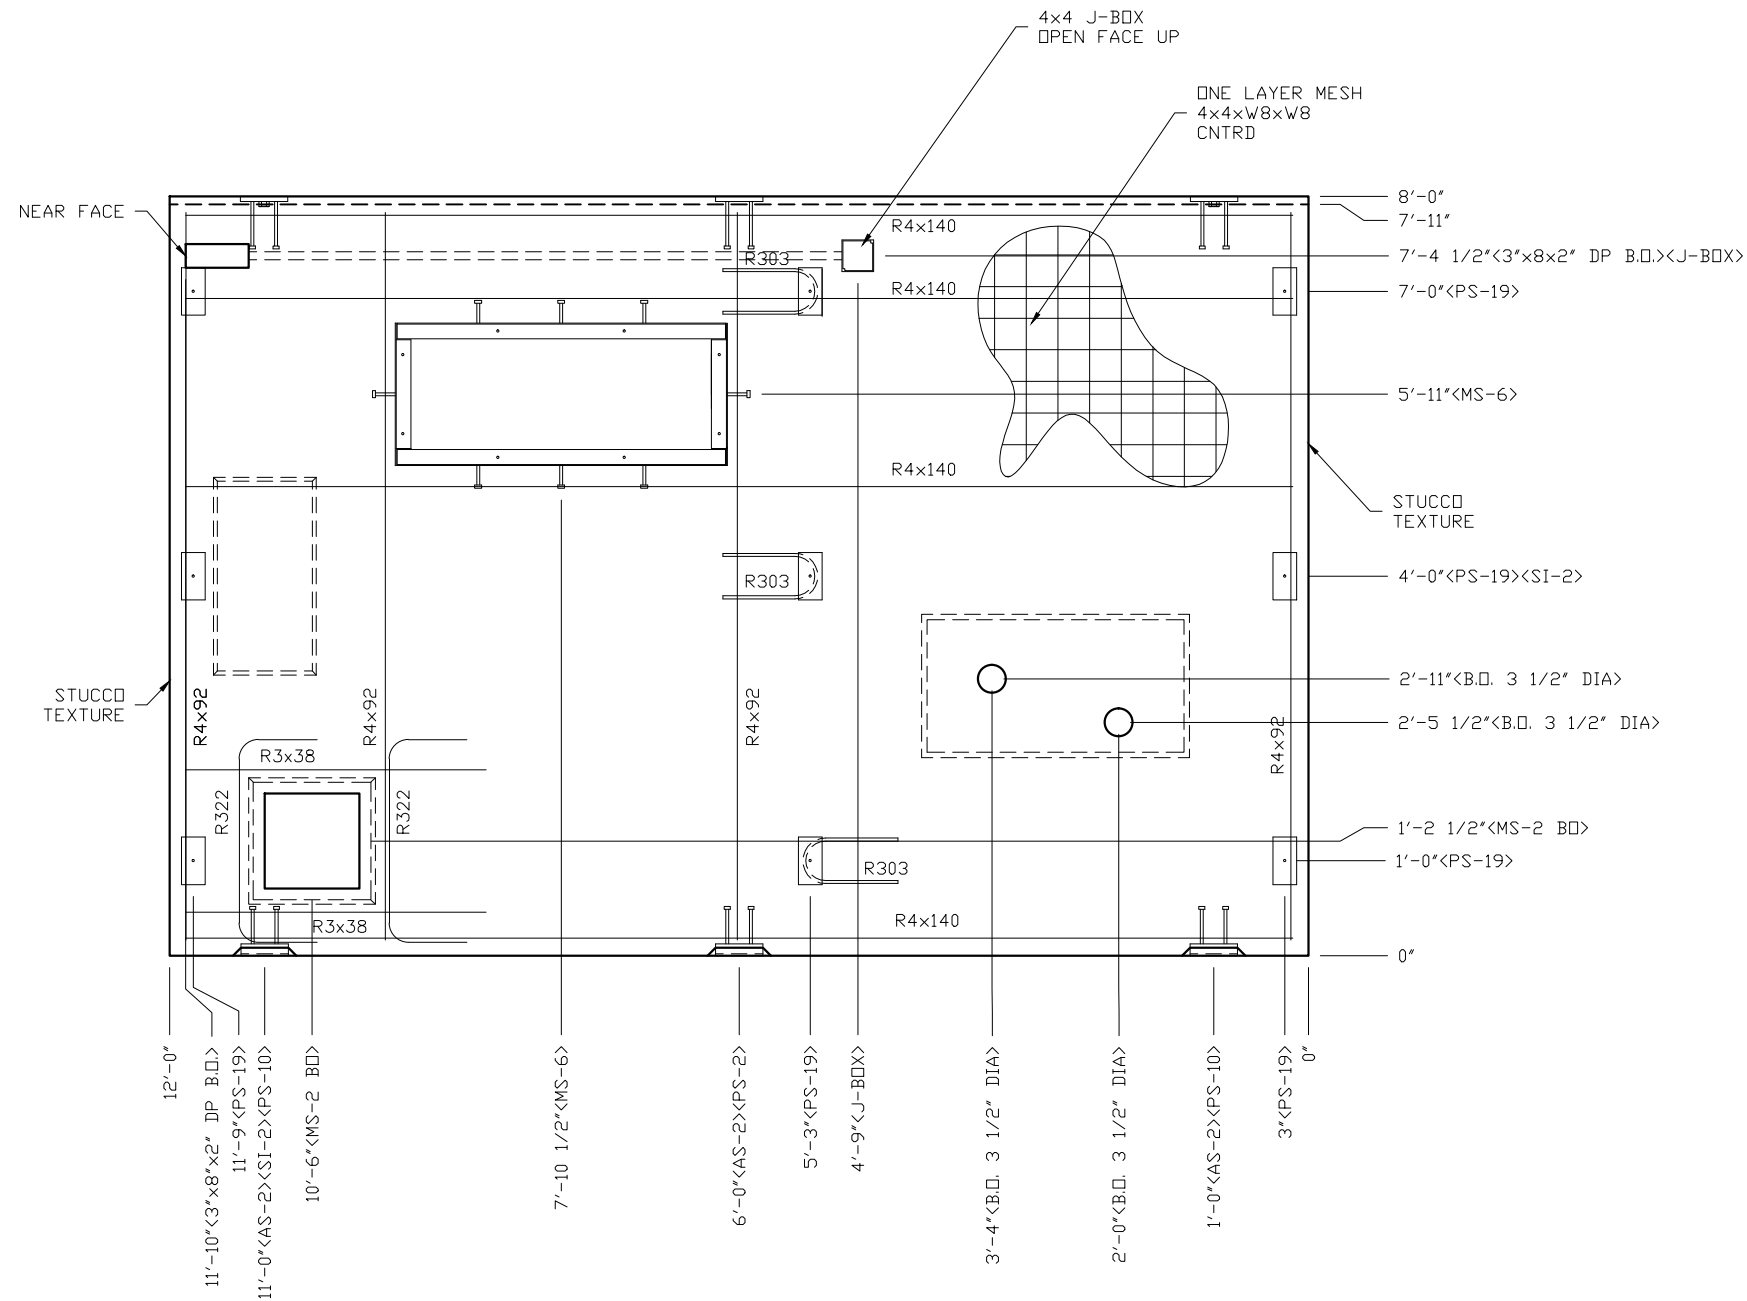 4x4 J-BOX
OPEN FACE UP
ONE LAYER MESH
4x4xW8xW8
CNTRD
NEAR FACE
8'-0"
7'-11"
R4x140
R303
7'-4 1/2"<3"x8x2" DP B.O.><J-BOX>
R4x140
7'-0"<PS-19>
5'-11"<MS-6>
R4x140
STUCCO
TEXTURE
R303
4'-0"<PS-19><SI-2>
2'-11"<B.O. 3 1/2" DIA>
STUCCO
TEXTURE
R4x92
R4x92
R4x92
R4x92
2'-5 1/2"<B.O. 3 1/2" DIA>
R3x38
R322
R322
1'-2 1/2"<MS-2 BO>
1'-0"<PS-19>
R303
R3x38
R4x140
0"
12'-0"
11'-10"<3"x8"x2" DP B.O.>
11'-9"<PS-19>
11'-0"<AS-2><SI-2><PS-10>
10'-6"<MS-2 BO>
7'-10 1/2"<MS-6>
6'-0"<AS-2><PS-2>
5'-3"<PS-19>
4'-9"<J-BOX>
3'-4"<B.O. 3 1/2" DIA>
2'-0"<B.O. 3 1/2" DIA>
1'-0"<AS-2><PS-10>
3"<PS-19>
0"